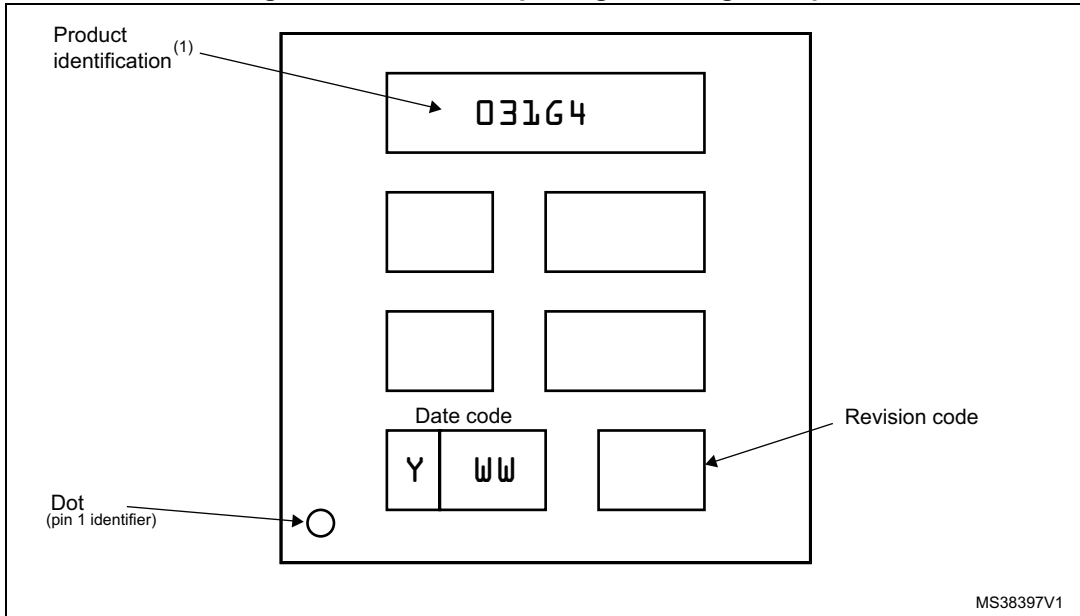 Product
identification (1)
031G4
Date code
Y WW
Revision code
Dot
(pin 1 identifier)
MS38397V1